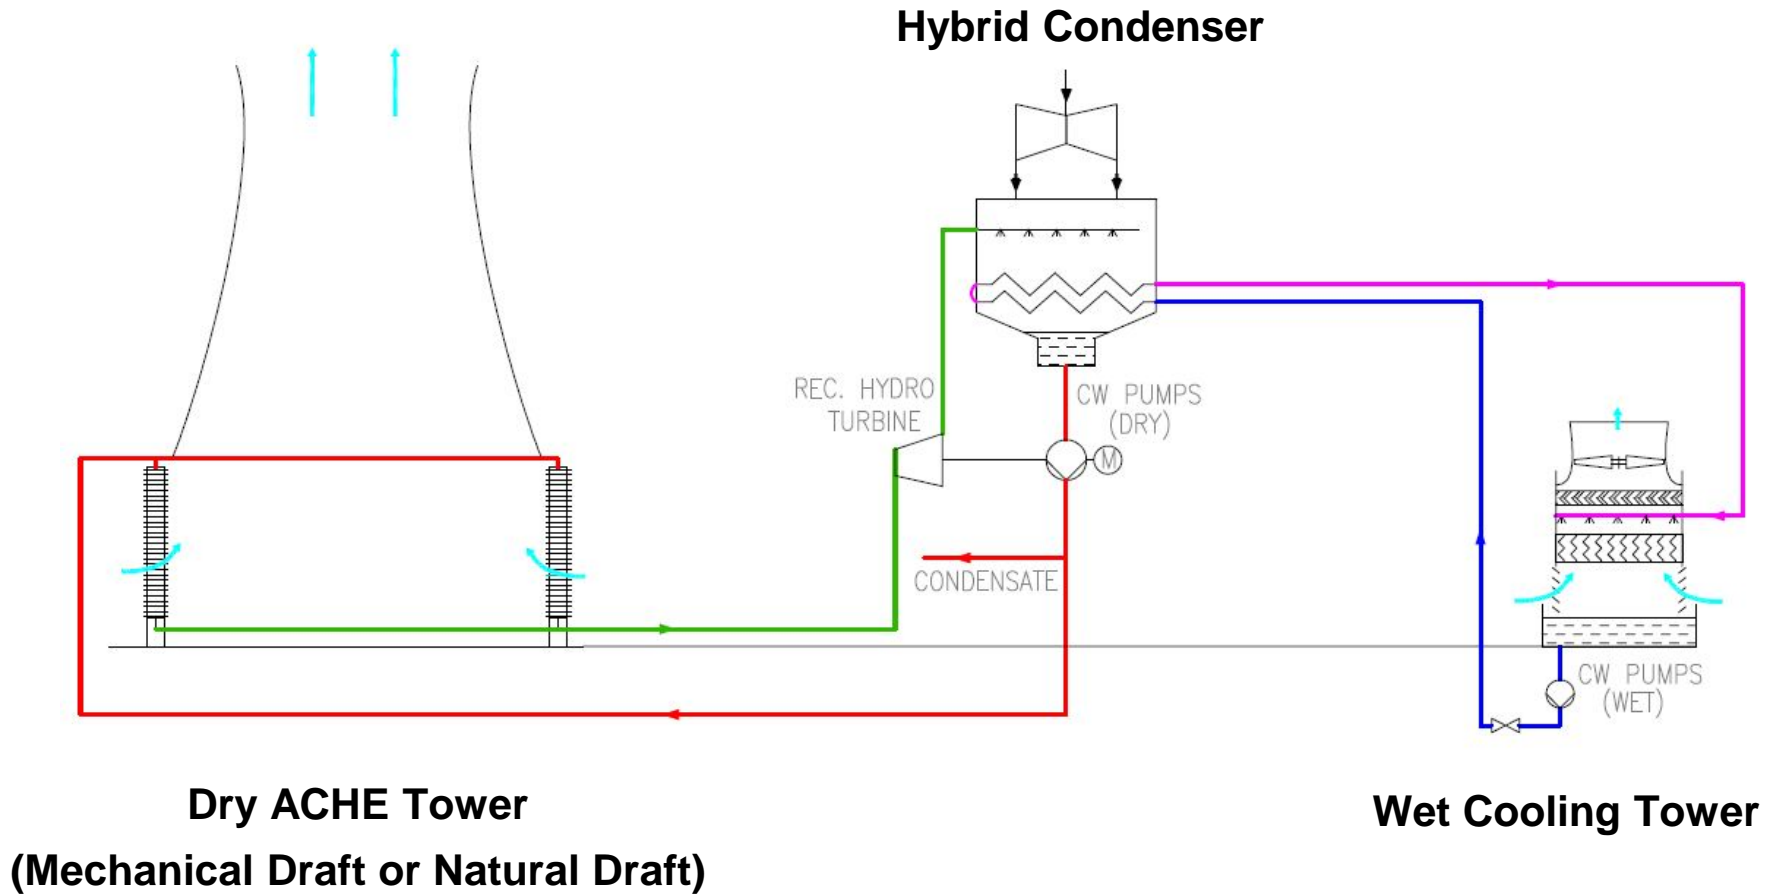 Hybrid Condenser
REC. HYDRO
TURBINE
CW PUMPS
(DRY)
M
CONDENSATE
CW PUMPS
(WET)
Dry ACHE Tower
(Mechanical Draft or Natural Draft)
Wet Cooling Tower